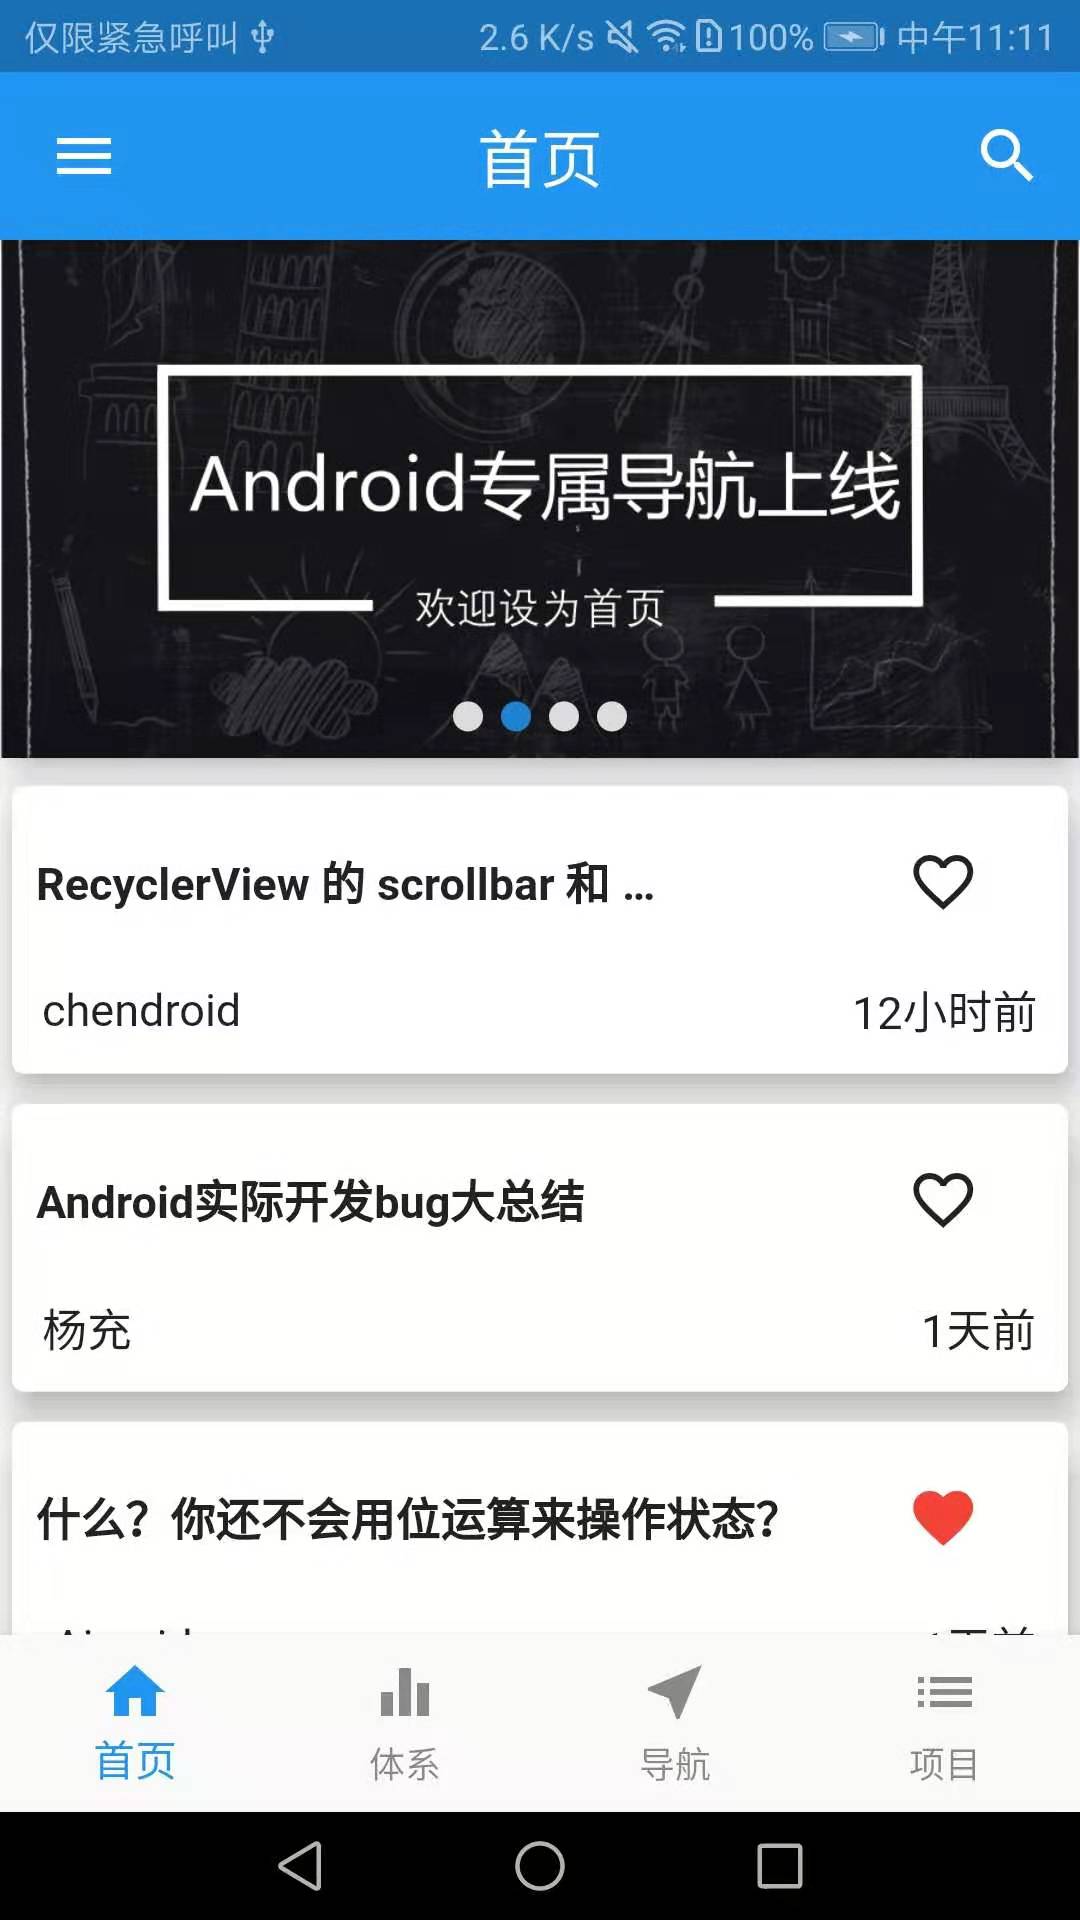 仅限紧急呼叫 2.6 K/s 100% 中午11:11
首页
Android专属导航上线
欢迎设为首页
RecyclerView 的 scrollbar 和 ...
chendroid 12小时前
Android实际开发bug大总结
杨充 1天前
什么？你还不会用位运算来操作状态？
首页 体系 导航 项目